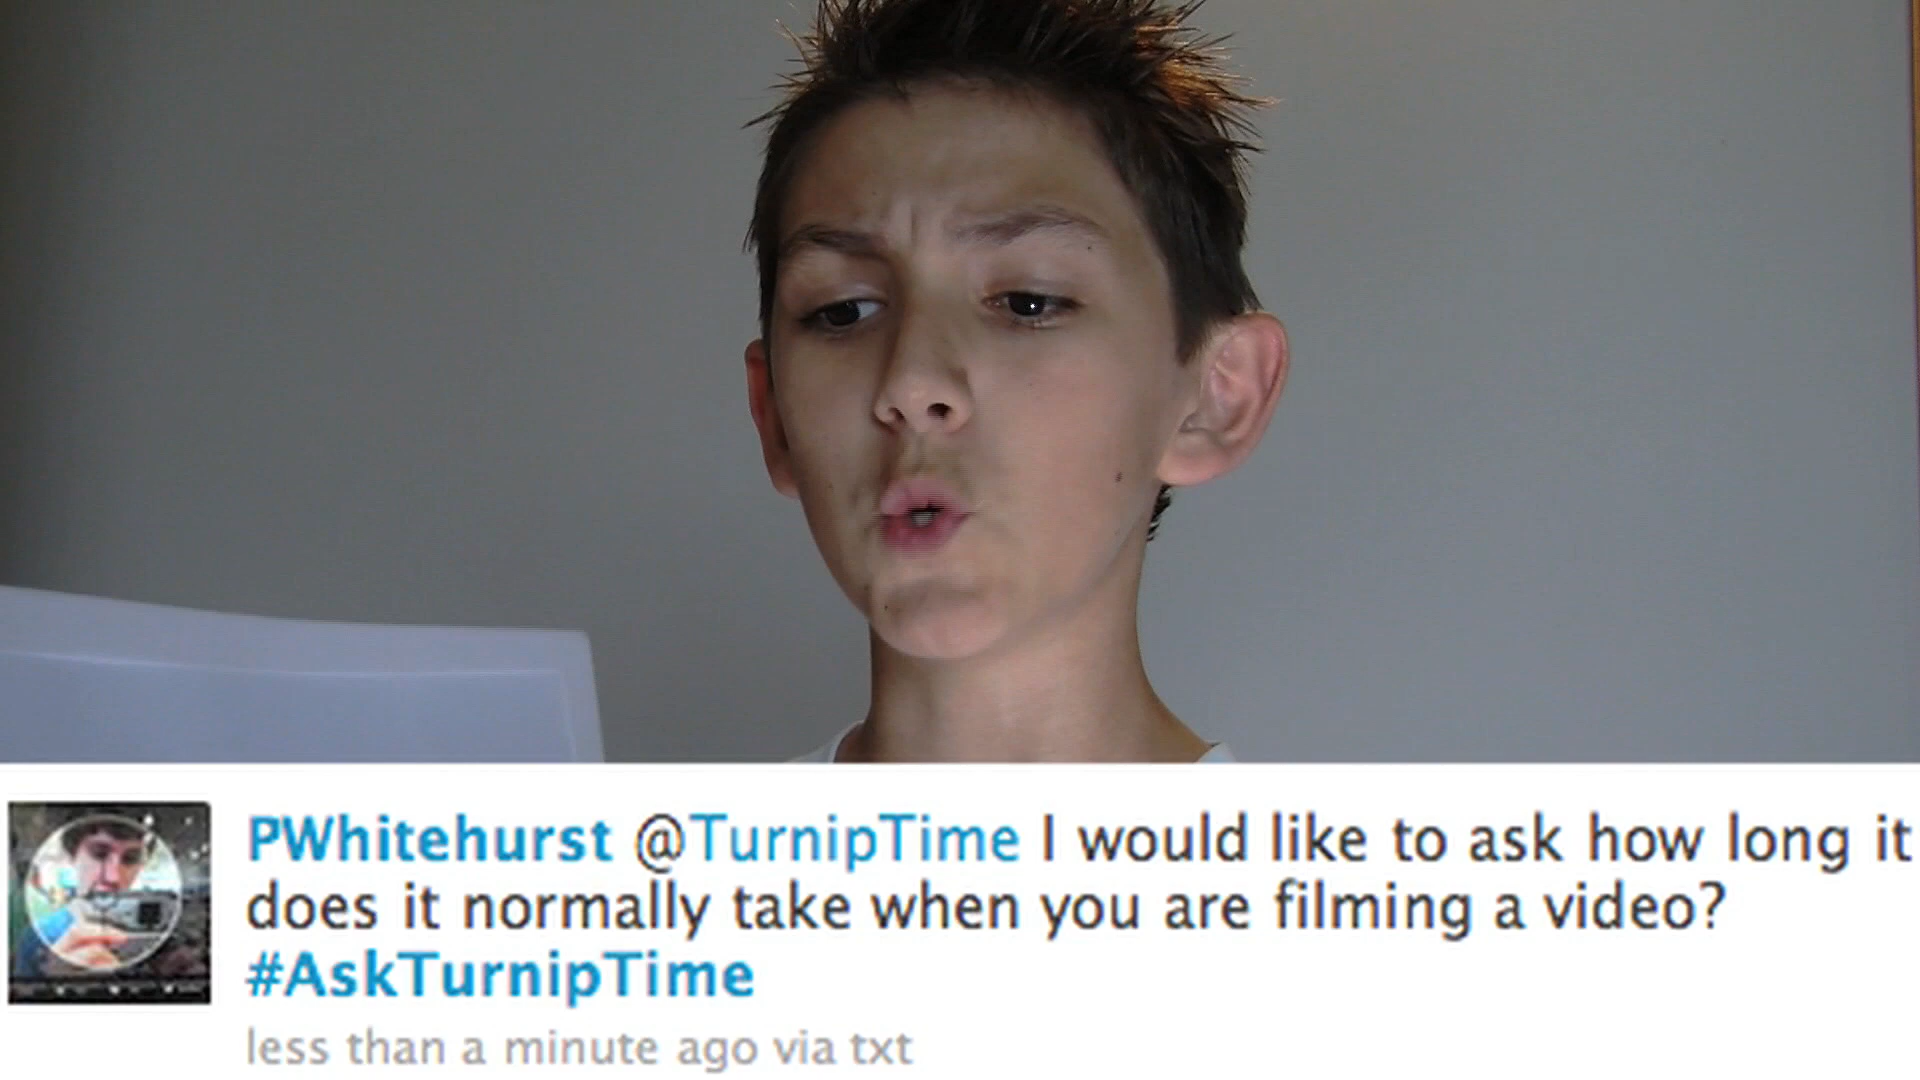 PWhitehurst @TurnipTime I would like to ask how long it
does it normally take when you are filming a video?
#AskTurnipTime
less than a minute ago via txt